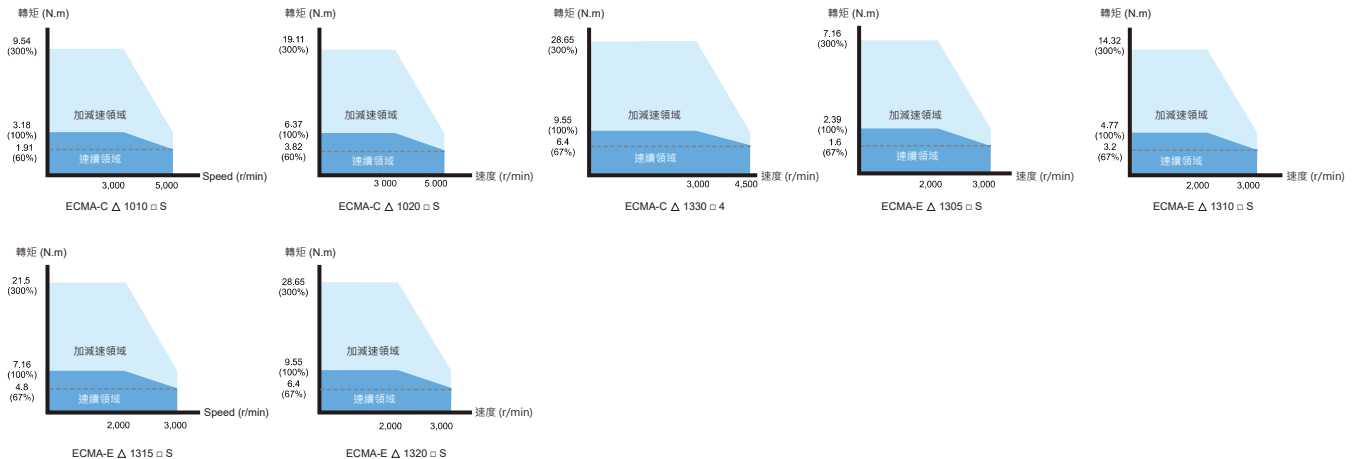 轉矩 (N.m)
9.54
(300%)
加減速領域
3.18
(100%)
1.91
(60%)
連續領域
Speed (r/min)
3,000
5,000
ECMA-C △ 1010 □ S
轉矩 (N.m)
19.11
(300%)
加減速領域
6.37
(100%)
3.82
(60%)
連續領域
速度 (r/min)
3 000
5 000
ECMA-C △ 1020 □ S
轉矩 (N.m)
28.65
(300%)
加減速領域
9.55
(100%)
6.4
(67%)
連續領域
速度 (r/min)
3,000
4,500
ECMA-C △ 1330 □ 4
轉矩 (N.m)
7.16
(300%)
加減速領域
2.39
(100%)
1.6
(67%)
連續領域
速度 (r/min)
2,000
3,000
ECMA-E △ 1305 □ S
轉矩 (N.m)
14.32
(300%)
加減速領域
4.77
(100%)
3.2
(67%)
連續領域
速度 (r/min)
2,000
3,000
ECMA-E △ 1310 □ S
轉矩 (N.m)
21.5
(300%)
加減速領域
7.16
(100%)
4.8
(67%)
連續領域
Speed (r/min)
2,000
3,000
ECMA-E △ 1315 □ S
轉矩 (N.m)
28.65
(300%)
加減速領域
9.55
(100%)
6.4
(67%)
連續領域
速度 (r/min)
2,000
3,000
ECMA-E △ 1320 □ S